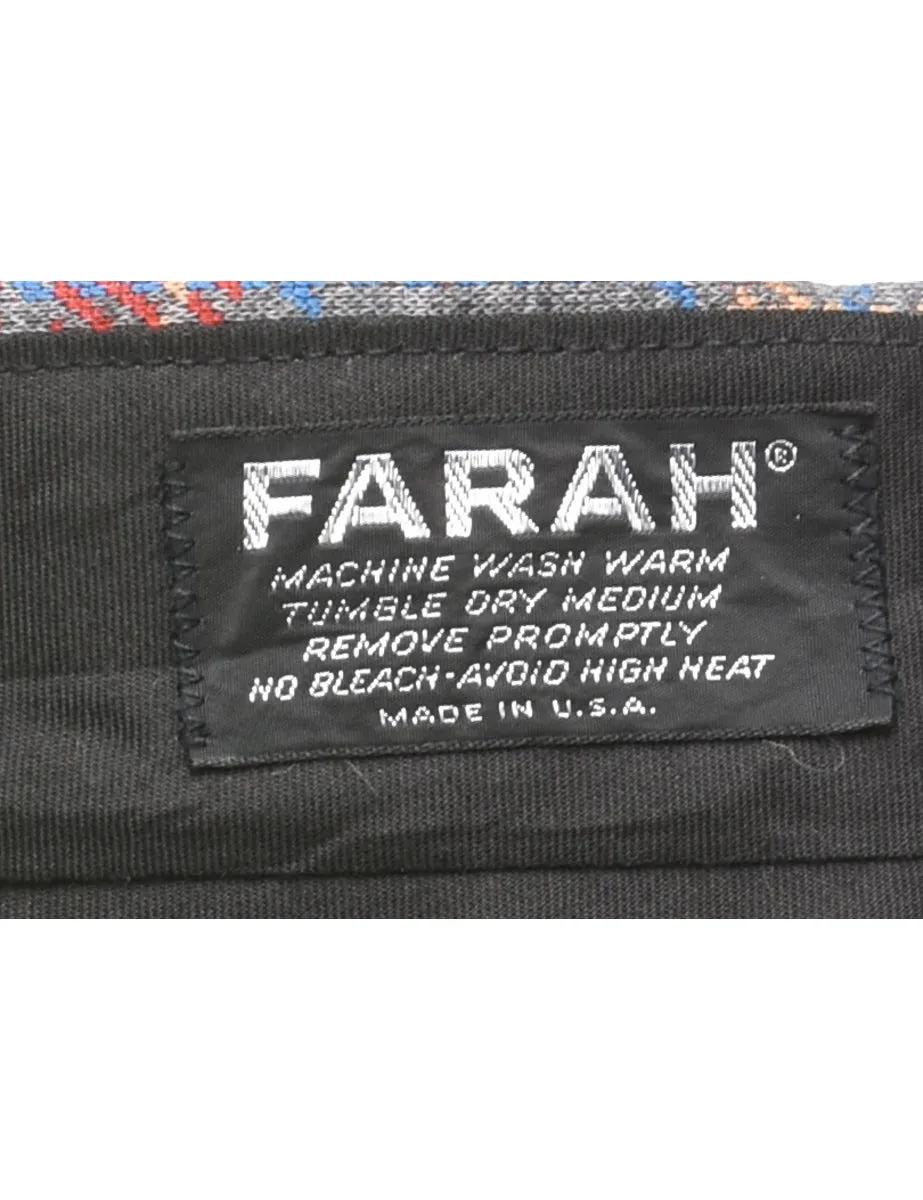 FARAH®
MACHINE WASH WARM
TUMBLE DRY MEDIUM
REMOVE PROMPTLY
NO BLEACH-AVOID HIGH HEAT
MADE IN U.S.A.